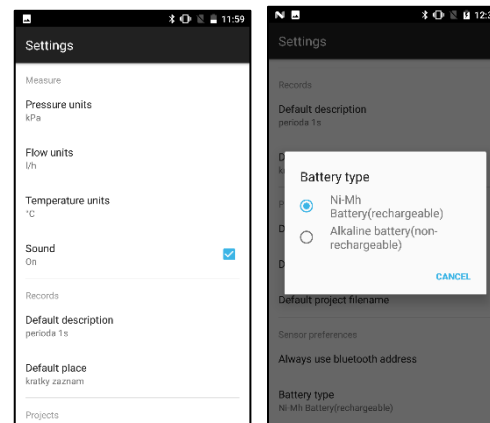 11:59
Settings
Measure
Pressure units
kPa
Flow units
l/h
Temperature units
°C
Sound
On
Records
Default description
perioda 1s
Default place
kratky zaznam
Projects
Settings
Records
Default description
perioda 1s
Battery type
Ni-Mh
Battery(rechargeable)
Alkaline battery(non-
rechargeable)
CANCEL
Default project filename
Sensor preferences
Always use bluetooth address
Battery type
Ni-Mh Battery(rechargeable)